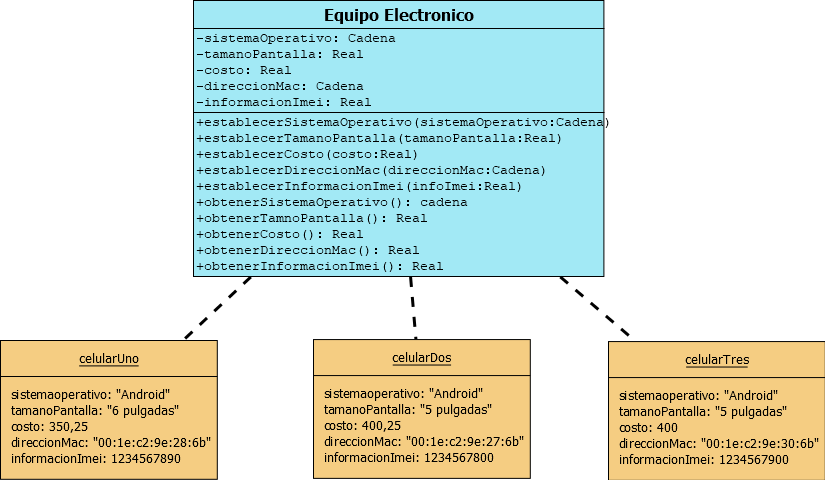 Equipo Electronico
-sistemaOperativo: Cadena
-tamanoPantalla: Real
-costo: Real
-direccionMac: Cadena
-informacionImei: Real
+establecerSistemaOperativo(sistemaOperativo:Cadena)
+establecerTamanoPantalla(tamanoPantalla:Real)
+establecerCosto(costo:Real)
+establecerDireccionMac(direccionMac:Cadena)
+establecerInformacionImei(infoImei:Real)
+obtenerSistemaOperativo(): cadena
+obtenerTamnoPantalla(): Real
+obtenerCosto(): Real
+obtenerDireccionMac(): Real
+obtenerInformacionImei(): Real
celularUno
sistemaoperativo: "Android"
tamanoPantalla: "6 pulgadas"
costo: 350,25
direccionMac: "00:1e:c2:9e:28:6b"
informacionImei: 1234567890
celularDos
sistemaoperativo: "Android"
tamanoPantalla: "5 pulgadas"
costo: 400,25
direccionMac: "00:1e:c2:9e:27:6b"
informacionImei: 1234567800
celularTres
sistemaoperativo: "Android"
tamanoPantalla: "5 pulgadas"
costo: 400
direccionMac: "00:1e:c2:9e:30:6b"
informacionImei: 1234567900